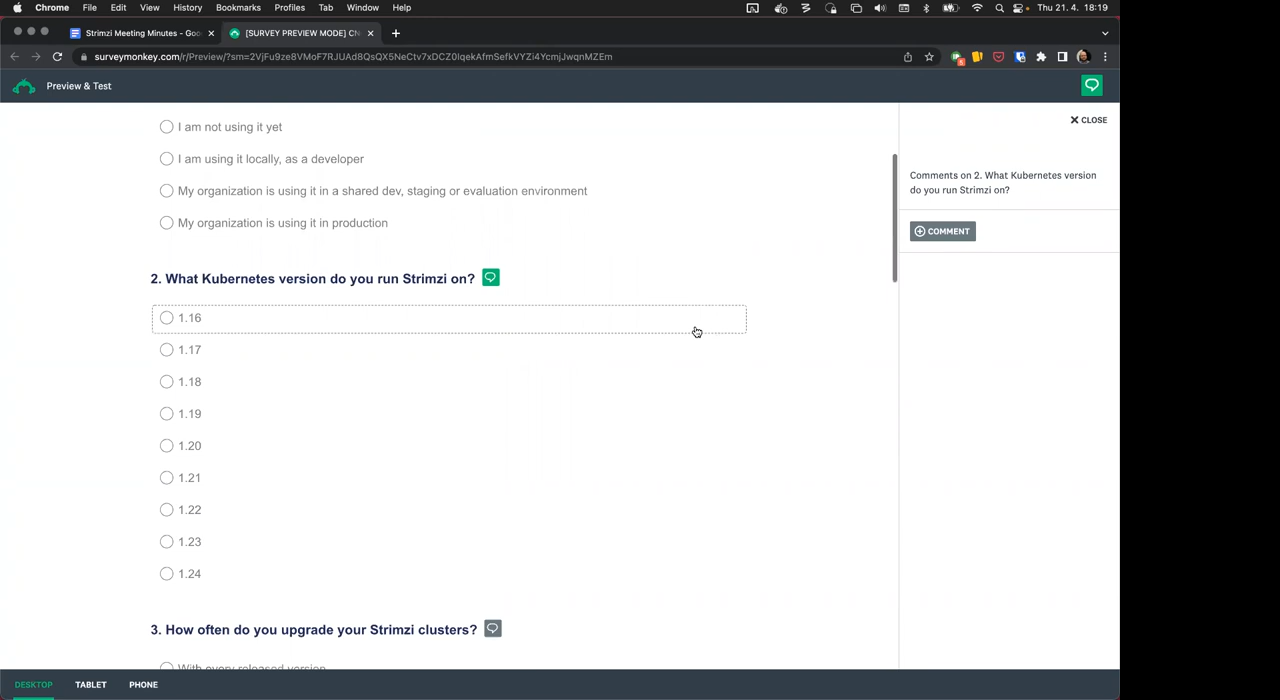 Chrome File Edit View History Bookmarks Profiles Tab Window Help Thu 21. 4. 18:19
Strimzi Meeting Minutes - Goo [SURVEY PREVIEW MODE] CN
surveymonkey.com/r/Preview/?sm=2VjFu9ze8VMoF7RJUAd8QsQX5NeCtv7xDCZ0lqekAfmSefkVYZi4YcmjJwqnMZEm
Preview & Test
CLOSE
I am not using it yet
I am using it locally, as a developer
My organization is using it in a shared dev, staging or evaluation environment
My organization is using it in production
Comments on 2. What Kubernetes version
do you run Strimzi on?
COMMENT
2. What Kubernetes version do you run Strimzi on?
1.16
1.17
1.18
1.19
1.20
1.21
1.22
1.23
1.24
3. How often do you upgrade your Strimzi clusters?
With every released version
DESKTOP TABLET PHONE